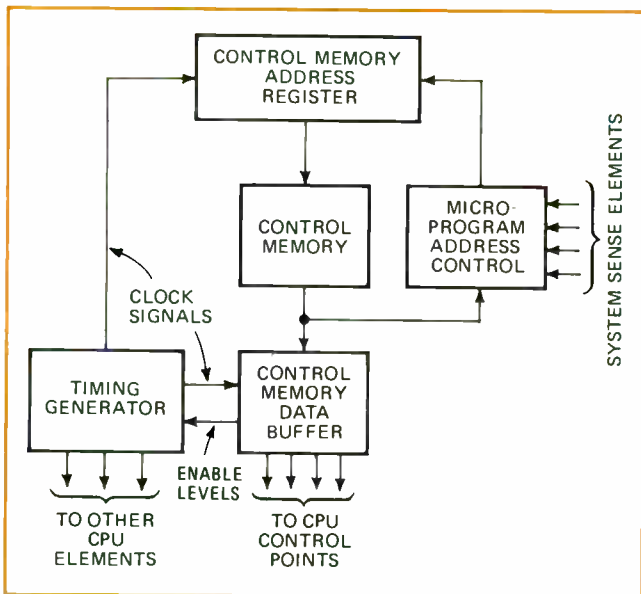 CONTROL MEMORY
ADDRESS
REGISTER
CONTROL
MEMORY
MICRO-
PROGRAM
ADDRESS
CONTROL
SYSTEM SENSE ELEMENTS
CLOCK
SIGNALS
TIMING
GENERATOR
CONTROL
MEMORY
DATA
BUFFER
ENABLE
LEVELS
TO OTHER
CPU
ELEMENTS
TO CPU
CONTROL
POINTS